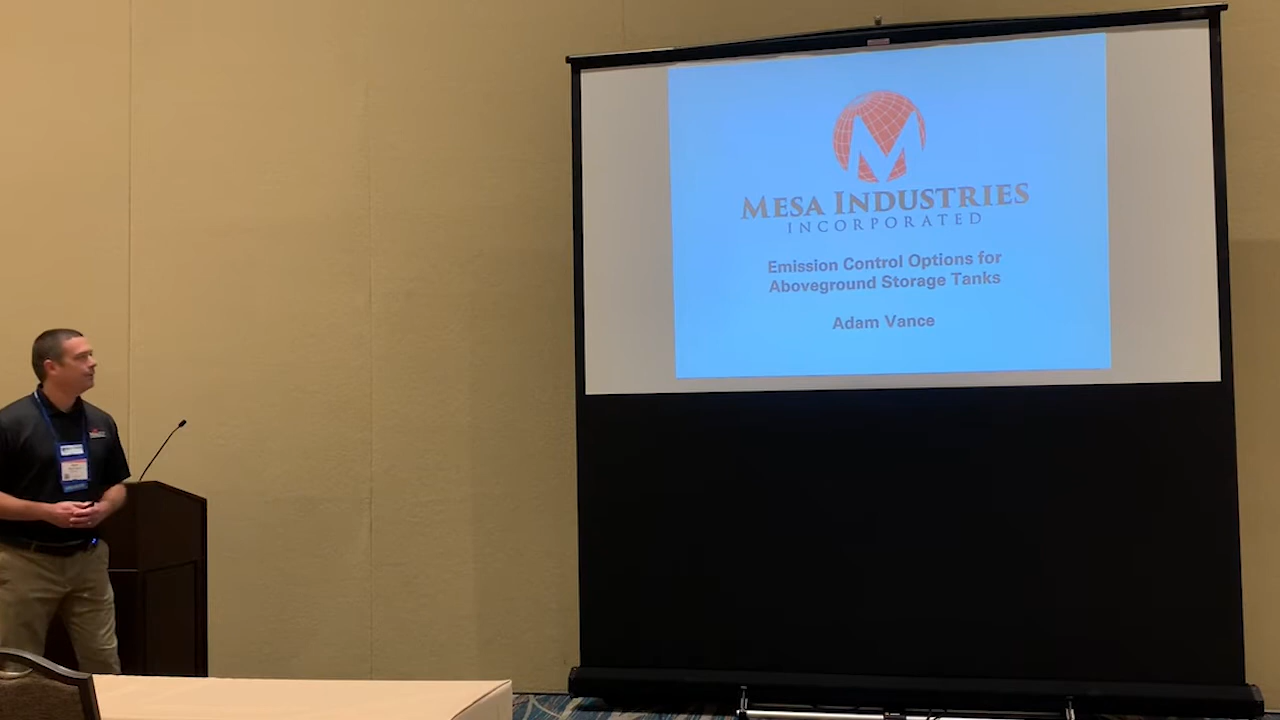 M
MESA INDUSTRIES
INCORPORATED
Emission Control Options for
Aboveground Storage Tanks
Adam Vance